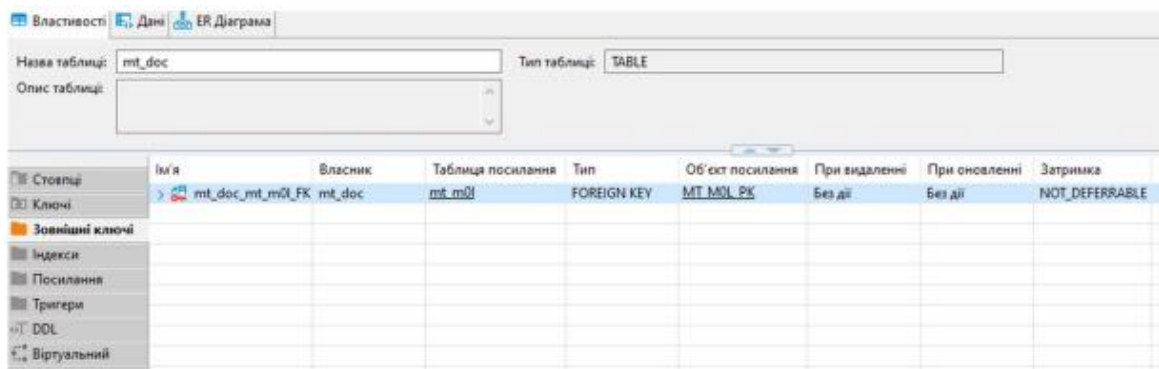 Властивості Дані ER Діаграма
Назва таблиці: mt_doc Тип таблиці: TABLE
Опис таблиці:
Ім'я Власник Таблиця посилання Тип Об'єкт посилання При видаленні При оновленні Затримка
mt_doc_mt_m0l_FK mt_doc mt_m0l FOREIGN KEY MT_M0L_PK Без дії Без дії NOT_DEFERRABLE
Стовпці
Ключі
Зовнішні ключі
Індекси
Посилання
Тригери
DDL
Віртуальний